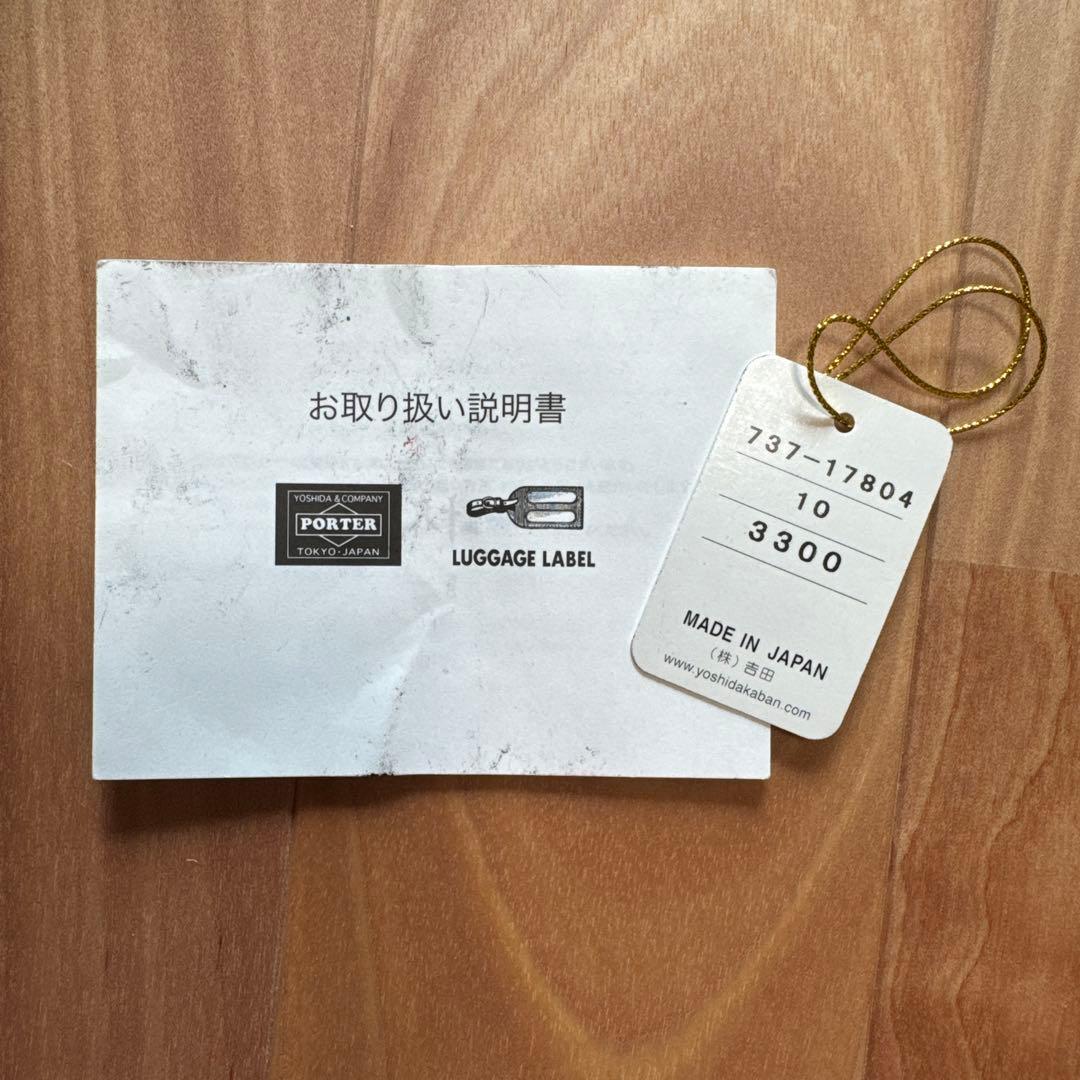 お取り扱い説明書
YOSHIDA & COMPANY
PORTER
TOKYO・JAPAN
LUGGAGE LABEL
737-17804
10
3300
MADE IN JAPAN
(株)吉田
www.yoshidakaban.com